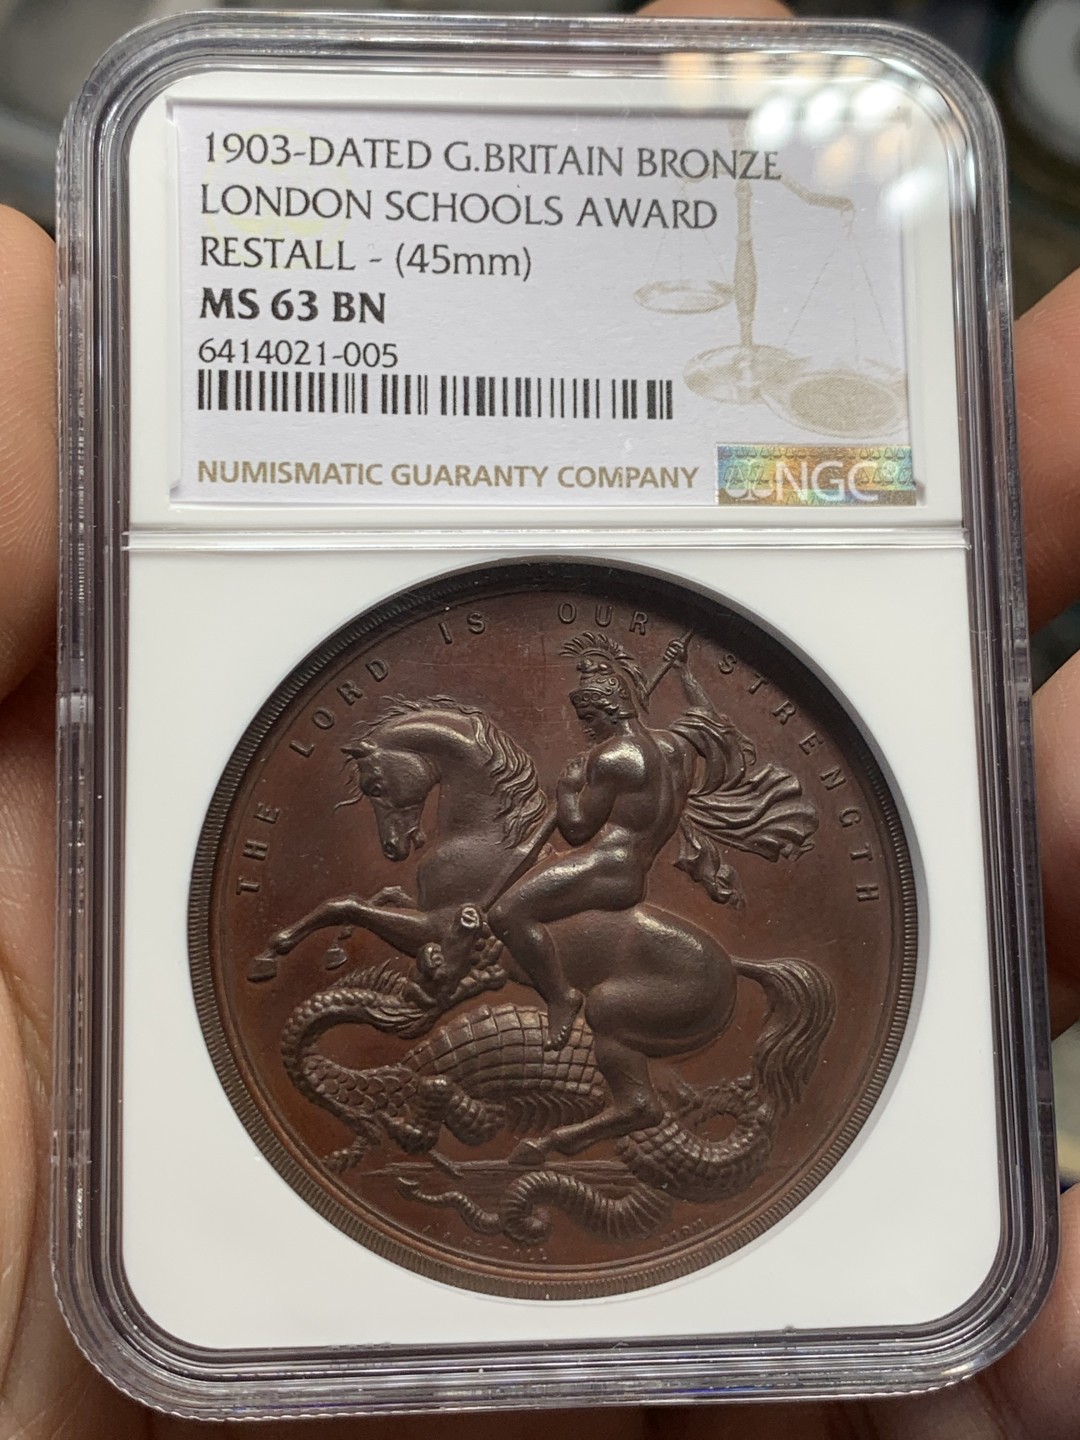 1903-DATED G.BRITAIN BRONZE
LONDON SCHOOLS AWARD
RESTALL - (45mm)
MS 63 BN
6414021-005
NUMISMATIC GUARANTY COMPANY
NGC
THE LORD IS OUR STRENGTH